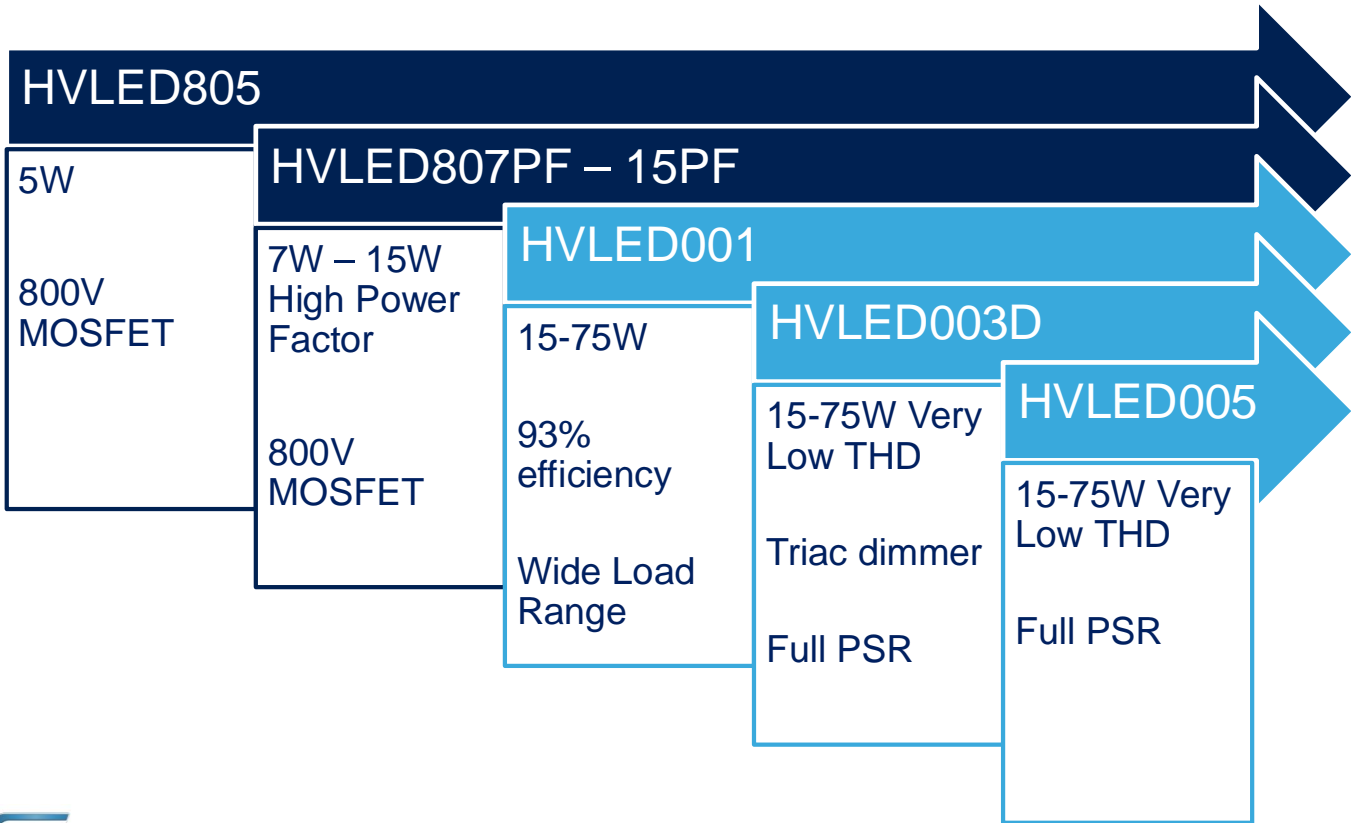 HVLED805
5W
800V
MOSFET
HVLED807PF – 15PF
7W – 15W
High Power
Factor
800V
MOSFET
HVLED001
15-75W
93%
efficiency
Wide Load
Range
HVLED003D
15-75W Very
Low THD
Triac dimmer
Full PSR
HVLED005
15-75W Very
Low THD
Full PSR